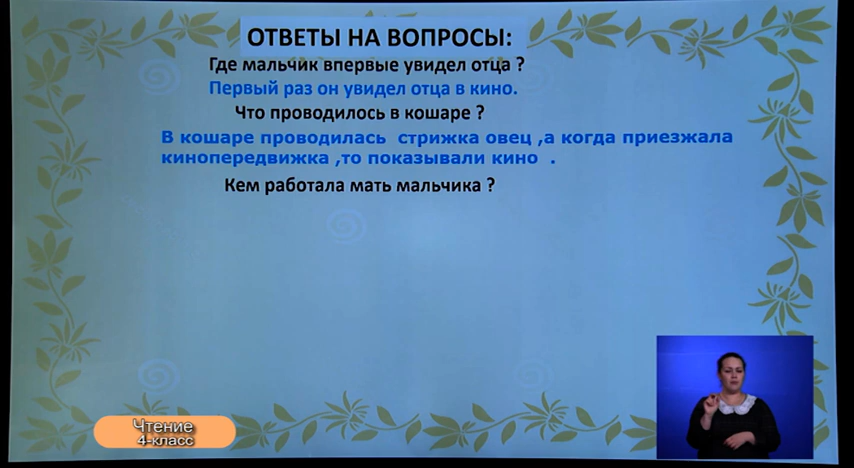 ОТВЕТЫ НА ВОПРОСЫ:
Где мальчик впервые увидел отца ?
Первый раз он увидел отца в кино.
Что проводилось в кошаре ?
В кошаре проводилась стрижка овец ,а когда приезжала
кинопередвижка ,то показывали кино .
Кем работала мать мальчика ?
Чтение
4-класс